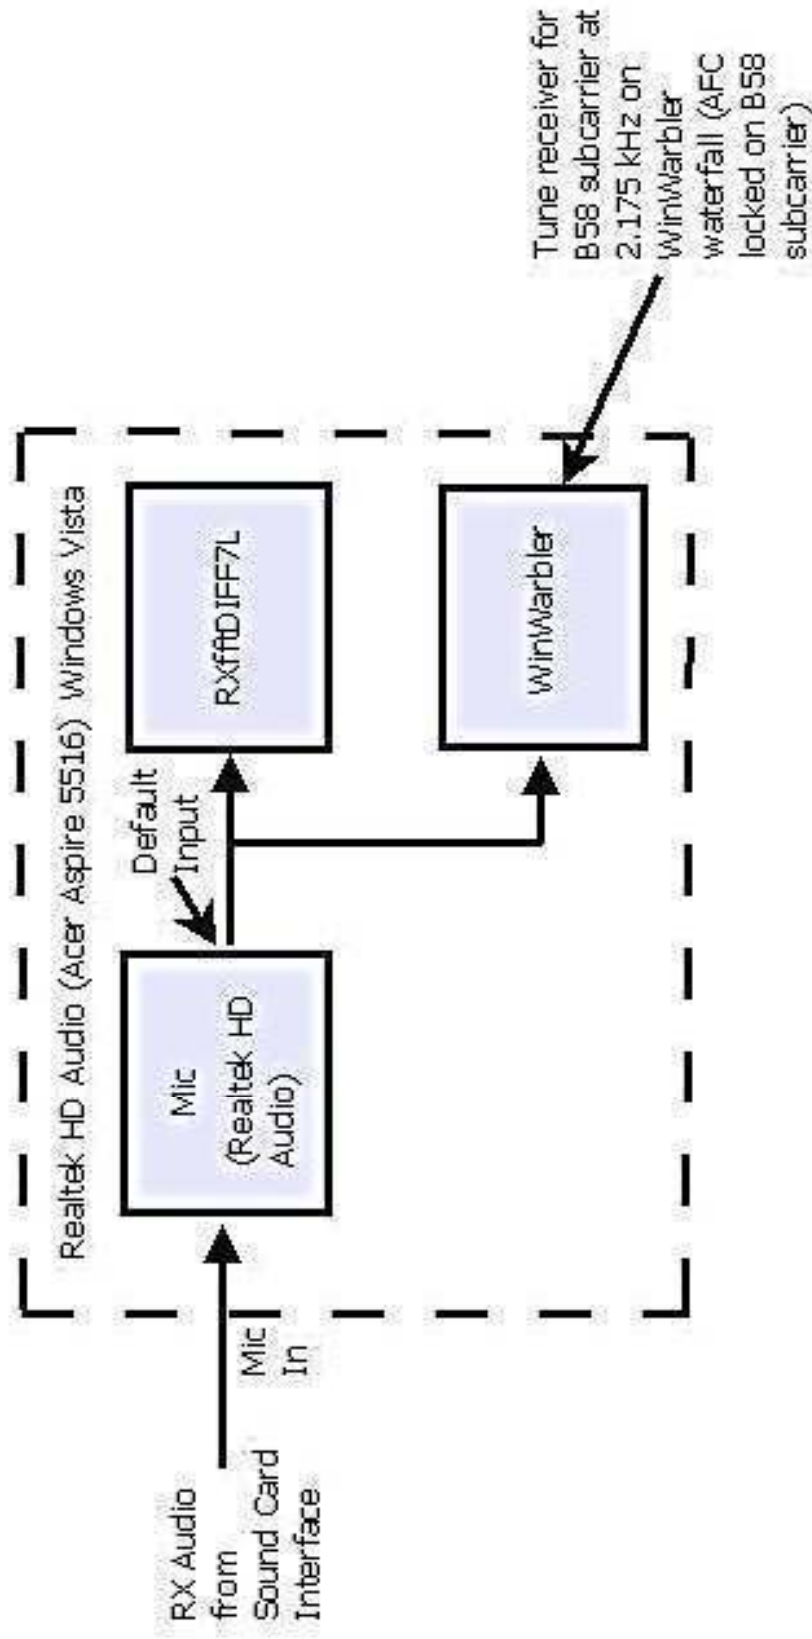 Realtek HD Audio (Acer Aspire 5516) Windows Vista
RX Audio
from
Sound Card
Interface
Mic
In
Mic
(Realtek HD
Audio)
Default
Input
RXfftDIFF7L
WinWarbler
Tune receiver for
B58 subcarrier at
2.175 kHz on
WinWarbler
waterfall (AFC
locked on B58
subcarrier)